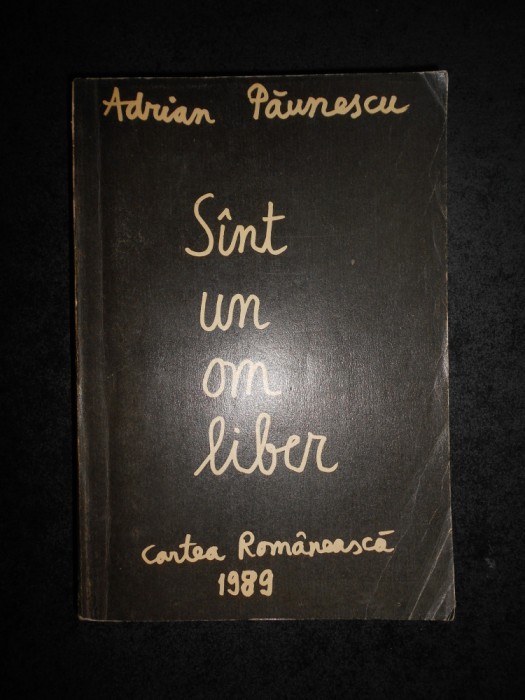 Adrian Păunescu
Sînt
un
om
liber
Cartea Românească
1989